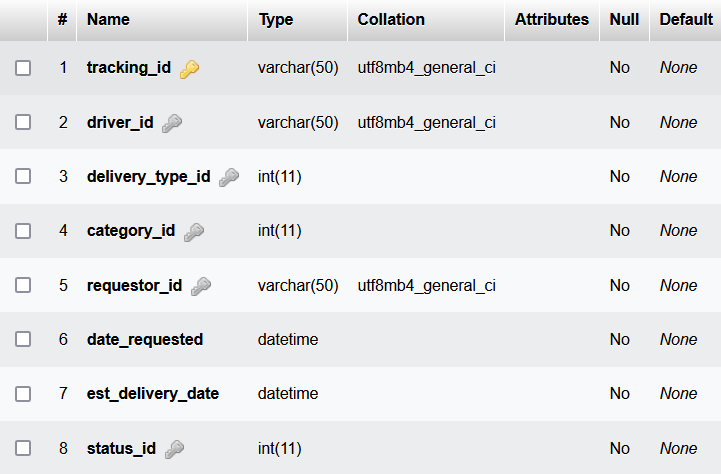 # Name Type Collation Attributes Null Default
1 tracking_id varchar(50) utf8mb4_general_ci No None
2 driver_id varchar(50) utf8mb4_general_ci No None
3 delivery_type_id int(11) No None
4 category_id int(11) No None
5 requestor_id varchar(50) utf8mb4_general_ci No None
6 date_requested datetime No None
7 est_delivery_date datetime No None
8 status_id int(11) No None